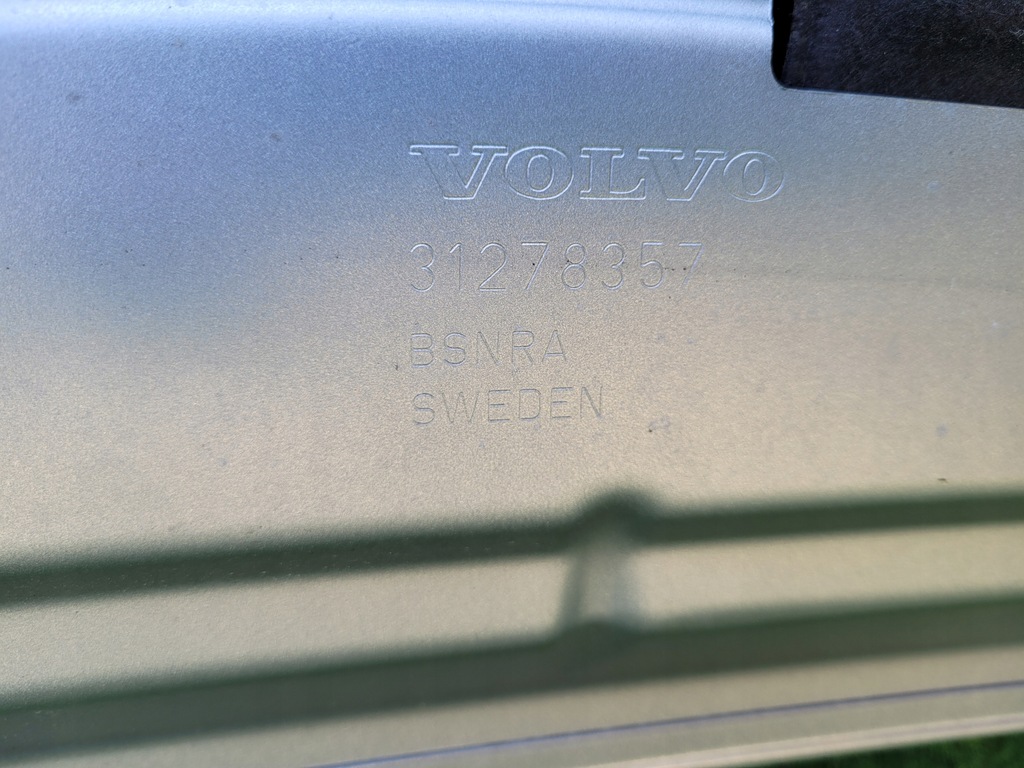 VOLVO
31278357
BSNRA
SWEDEN